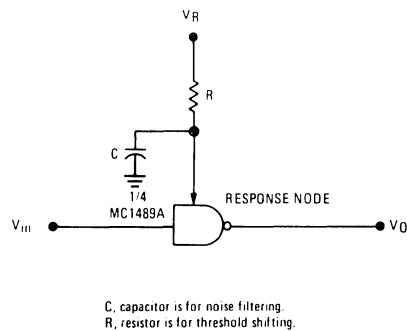 VR
R
C
1/4
MC1489A
RESPONSE NODE
Vin
VO
C, capacitor is for noise filtering.
R, resistor is for threshold shifting.